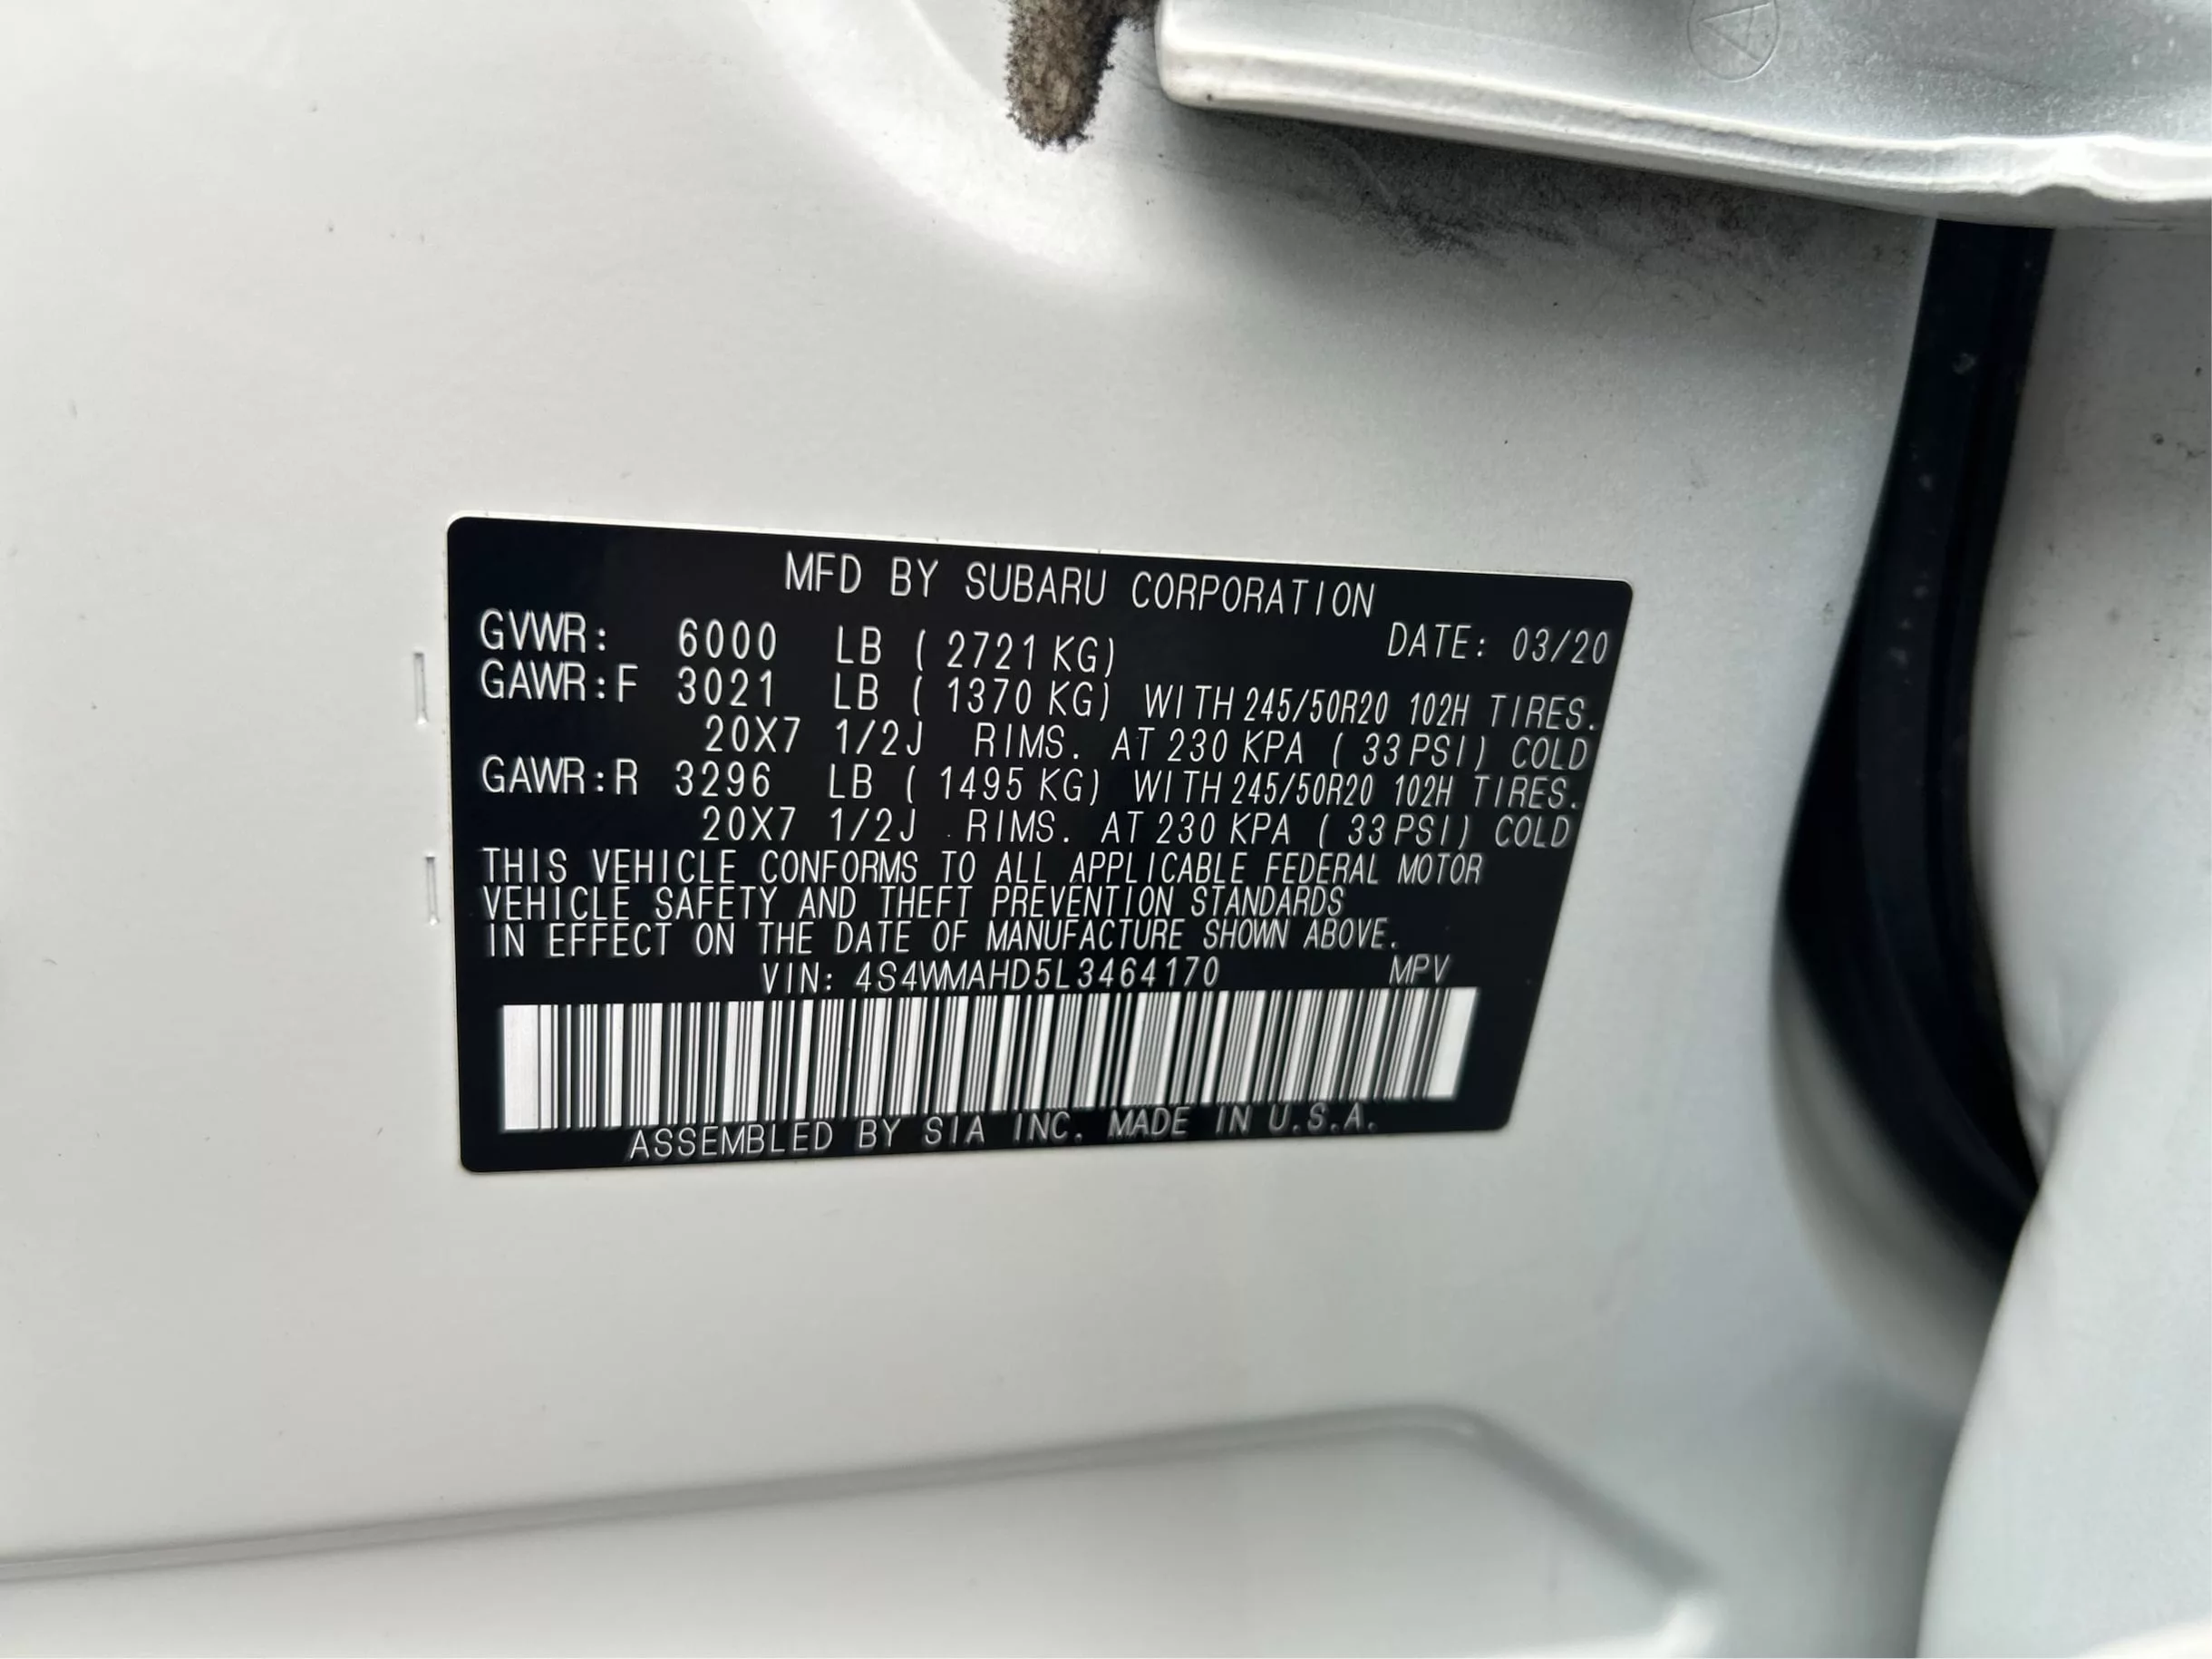 MFD BY SUBARU CORPORATION
GVWR: 6000 LB ( 2721 KG) DATE: 03/20
GAWR:F 3021 LB ( 1370 KG) WITH 245/50R20 102H TIRES.
20X7 1/2J RIMS. AT 230 KPA ( 33 PSI) COLD
GAWR:R 3296 LB ( 1495 KG) WITH 245/50R20 102H TIRES.
20X7 1/2J RIMS. AT 230 KPA ( 33 PSI) COLD
THIS VEHICLE CONFORMS TO ALL APPLICABLE FEDERAL MOTOR
VEHICLE SAFETY AND THEFT PREVENTION STANDARDS
IN EFFECT ON THE DATE OF MANUFACTURE SHOWN ABOVE.
VIN: 4S4WMAHD5L3464170 MPV
ASSEMBLED BY SIA INC. MADE IN U.S.A.